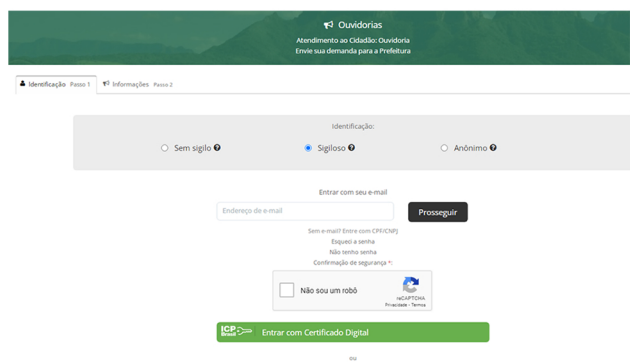 Ouvidorias
Atendimento ao Cidadão: Ouvidoria
Envie sua demanda para a Prefeitura
Identificação Passo 1 Informações Passo 2
Identificação:
Sem sigilo Sigiloso Anônimo
Entrar com seu e-mail
Endereço de e-mail Prosseguir
Sem e-mail? Entre com CPF/CNPJ
Esqueci a senha
Não tenho senha
Confirmação de segurança *:
Não sou um robô
reCAPTCHA
Privacidade - Termos
ICP Brasil Entrar com Certificado Digital
ou